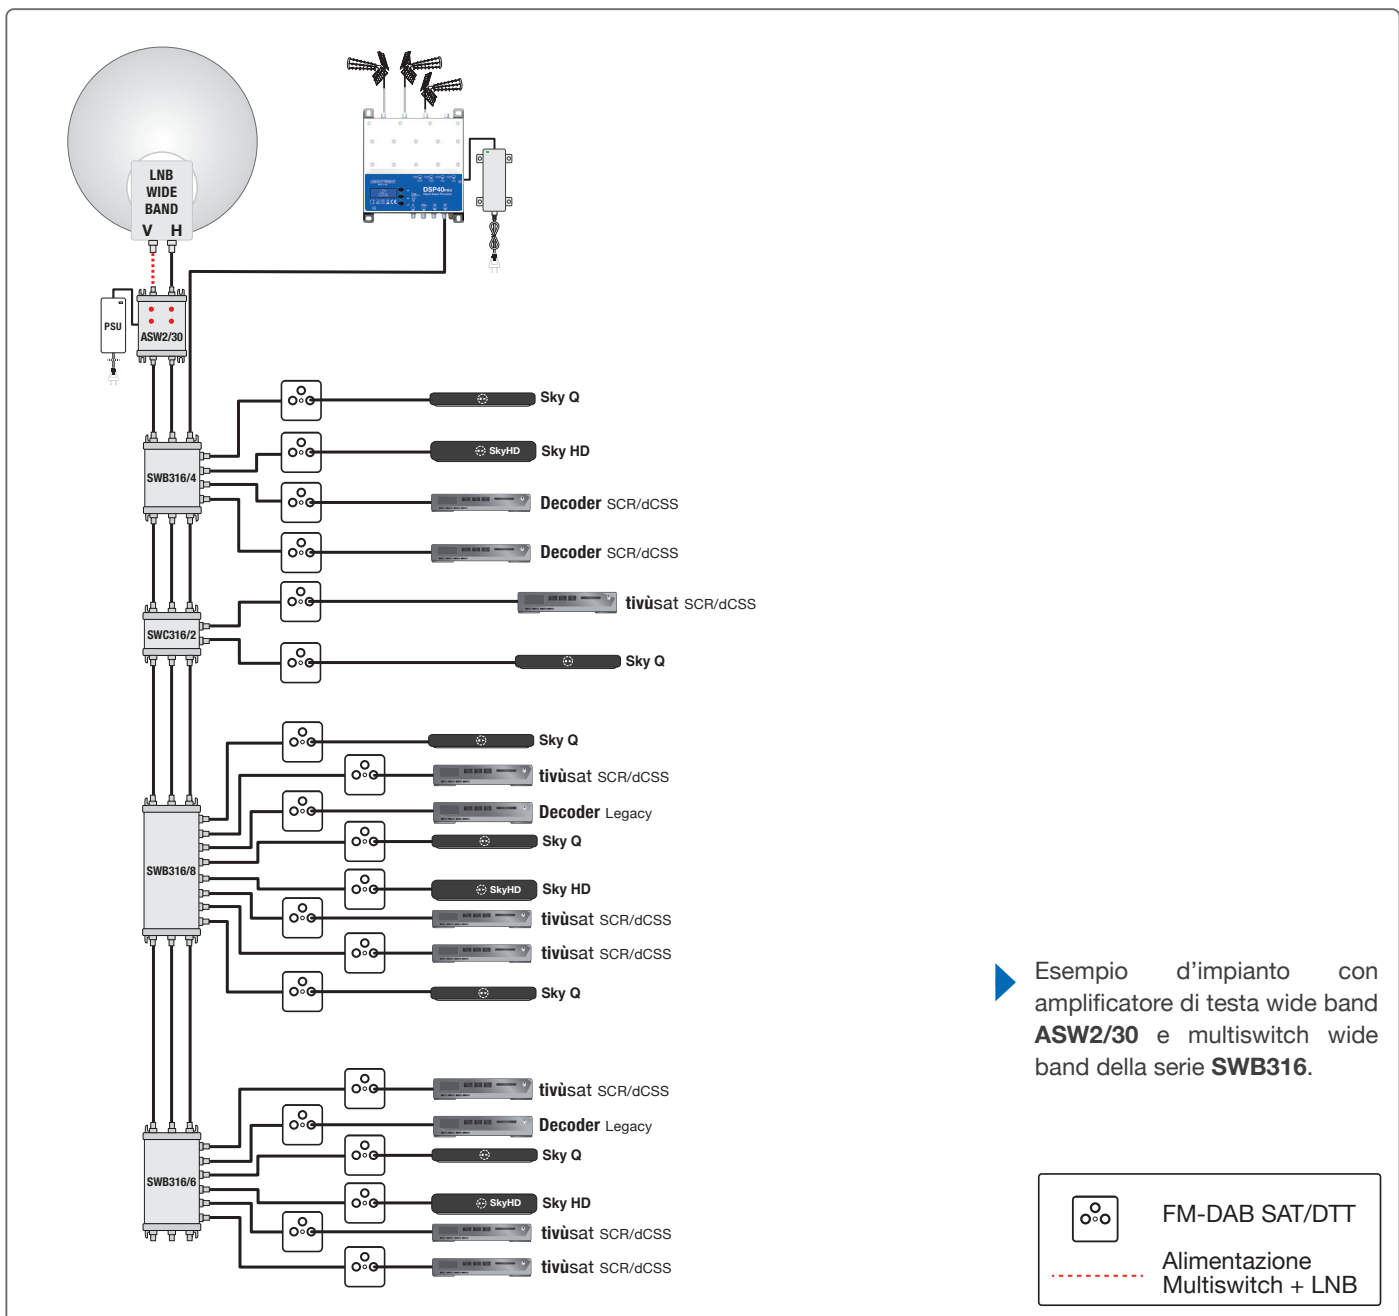 LNB
WIDE
BAND
V H
DSP40
PSU
ASW2/30
SWB316/4
Sky Q
SkyHD Sky HD
Decoder SCR/dCSS
Decoder SCR/dCSS
SWC316/2
tivùsat SCR/dCSS
Sky Q
SWB316/8
Sky Q
tivùsat SCR/dCSS
Decoder Legacy
Sky Q
SkyHD Sky HD
tivùsat SCR/dCSS
tivùsat SCR/dCSS
Sky Q
SWB316/6
tivùsat SCR/dCSS
Decoder Legacy
Sky Q
SkyHD Sky HD
tivùsat SCR/dCSS
tivùsat SCR/dCSS
Esempio d'impianto con
amplificatore di testa wide band
ASW2/30 e multiswitch wide
band della serie SWB316.
FM-DAB SAT/DTT
Alimentazione
Multiswitch + LNB